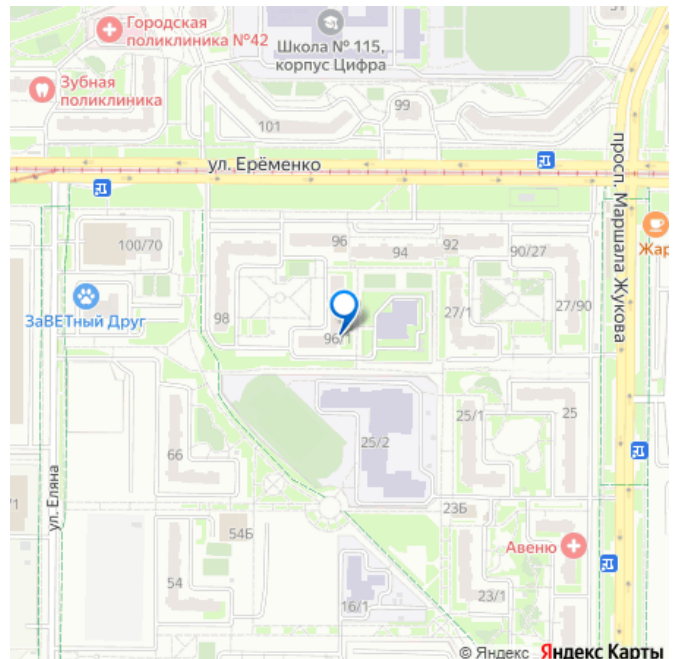 Городская
поликлиника №42
Школа № 115,
корпус Цифра
Зубная
поликлиника
99
101
ул. Ерёменко
просп. Маршала Жукова
100/70
96
94
92
90/27
Жар
ЗаВЕТный Друг
98
96/1
27/1
27/90
25/1
25
66
25/2
ул. Еляна
/1
23Б
54Б
Авеню
54
16/1
23/1
© Яндекс Яндекс Карты